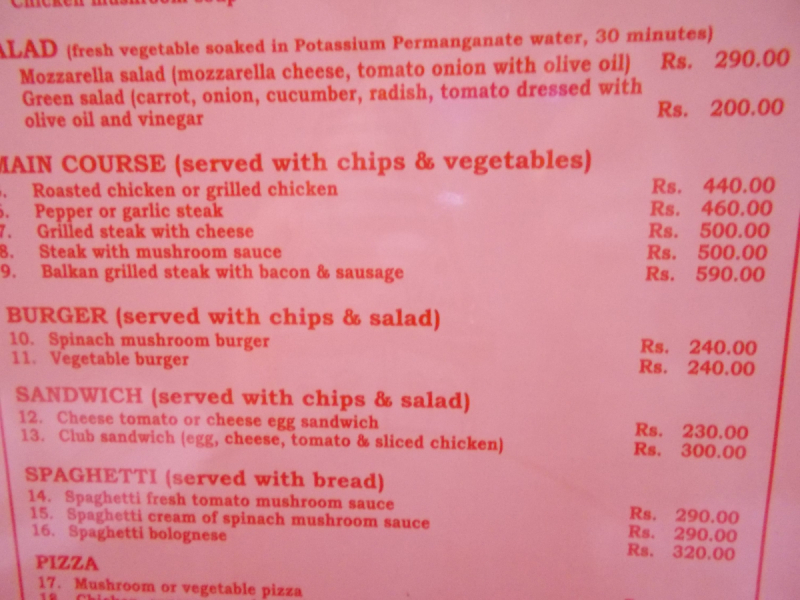 Chicken mushroom soup
ALAD (fresh vegetable soaked in Potassium Permanganate water, 30 minutes)
Mozzarella salad (mozzarella cheese, tomato onion with olive oil) Rs. 290.00
Green salad (carrot, onion, cucumber, radish, tomato dressed with
olive oil and vinegar Rs. 200.00
MAIN COURSE (served with chips & vegetables)
Roasted chicken or grilled chicken Rs. 440.00
6. Pepper or garlic steak Rs. 460.00
7. Grilled steak with cheese Rs. 500.00
8. Steak with mushroom sauce Rs. 500.00
9. Balkan grilled steak with bacon & sausage Rs. 590.00
BURGER (served with chips & salad)
10. Spinach mushroom burger Rs. 240.00
11. Vegetable burger Rs. 240.00
SANDWICH (served with chips & salad)
12. Cheese tomato or cheese egg sandwich Rs. 230.00
13. Club sandwich (egg, cheese, tomato & sliced chicken) Rs. 300.00
SPAGHETTI (served with bread)
14. Spaghetti fresh tomato mushroom sauce Rs. 290.00
15. Spaghetti cream of spinach mushroom sauce Rs. 290.00
16. Spaghetti bolognese Rs. 320.00
PIZZA
17. Mushroom or vegetable pizza
18. Chicken